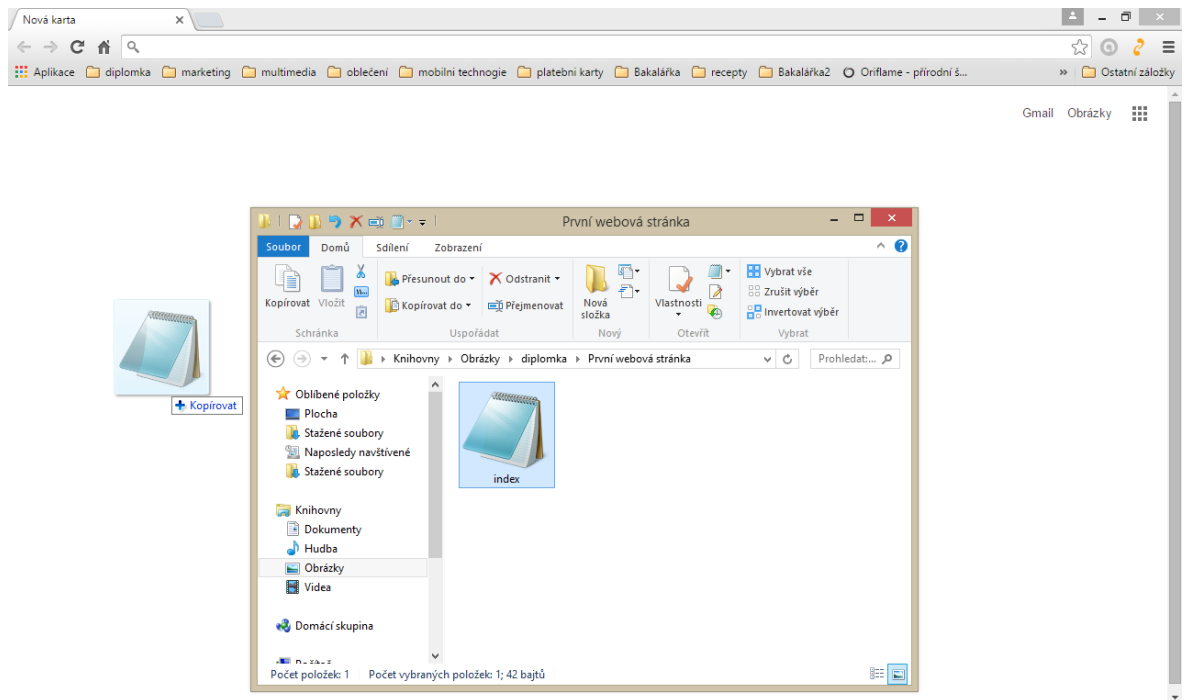 Nová karta
Aplikace diplomka marketing multimedia oblečení mobilni technogie platebni karty Bakalářka recepty Bakalářka2 Oriflame - přírodní š... » Ostatní záložky
Gmail Obrázky
První webová stránka
Soubor Domů Sdílení Zobrazení
Kopírovat Vložit Přesunout do Odstranit Nová složka Vlastnosti Vybrat vše
Zrušit výběr
Kopírovat do Přejmenovat Invertovat výběr
Schránka Uspořádat Nový Otevřít Vybrat
Knihovny Obrázky diplomka První webová stránka Prohledat:...
Oblíbené položky
Plocha
Stažené soubory
Naposledy navštívené
Stažené soubory
Knihovny
Dokumenty
Hudba
Obrázky
Videa
Domácí skupina
index
Kopírovat
Počet položek: 1 Počet vybraných položek: 1; 42 bajtů